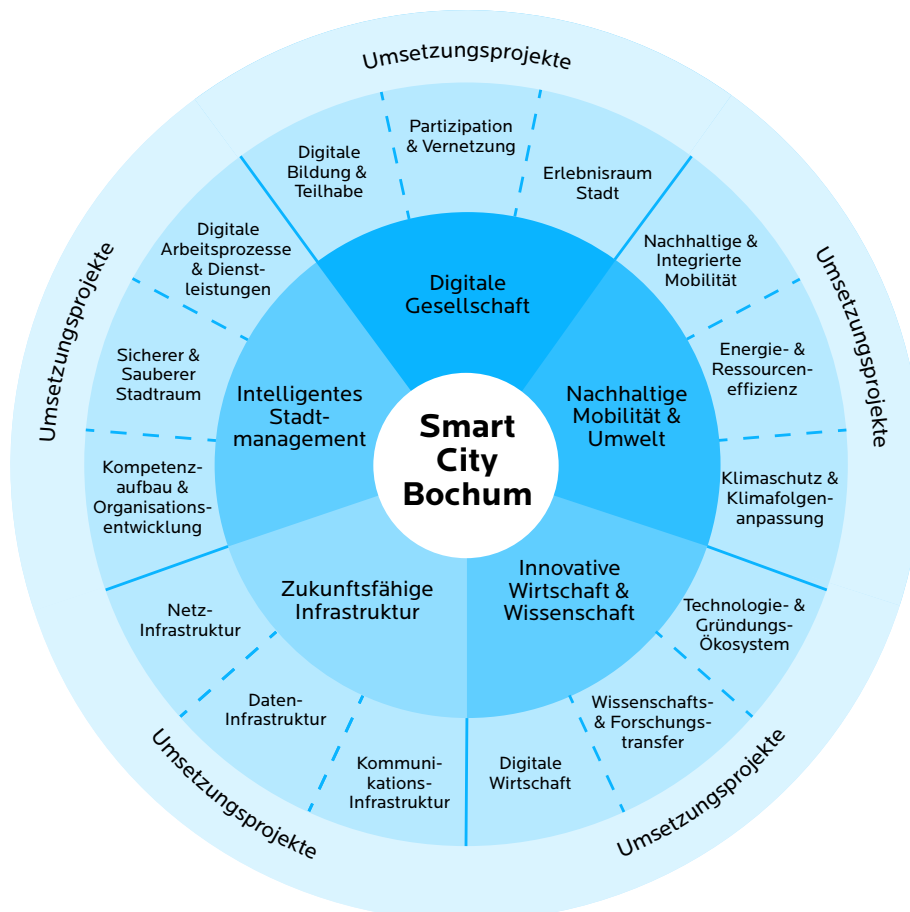 Umsetzungsprojekte
Digitale
Bildung &
Teilhabe
Partizipation
& Vernetzung
Erlebnisraum
Stadt
Digitale
Gesellschaft
Umsetzungsprojekte
Nachhaltige &
Integrierte
Mobilität
Energie- &
Ressourcen-
effizienz
Klimaschutz &
Klimafolgen-
anpassung
Nachhaltige
Mobilität &
Umwelt
Umsetzungsprojekte
Technologie- &
Gründungs-
Ökosystem
Wissenschafts-
& Forschungs-
transfer
Digitale
Wirtschaft
Innovative
Wirtschaft &
Wissenschaft
Umsetzungsprojekte
Kommuni-
kations-
Infrastruktur
Daten-
Infrastruktur
Netz-
Infrastruktur
Zukunftsfähige
Infrastruktur
Umsetzungsprojekte
Kompetenz-
aufbau &
Organisations-
entwicklung
Sicherer &
Sauberer
Stadtraum
Digitale
Arbeitsprozesse
& Dienst-
leistungen
Intelligentes
Stadt-
management
Smart
City
Bochum